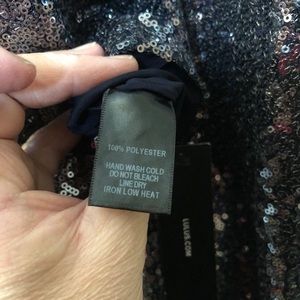 100% POLYESTER
HAND WASH COLD
DO NOT BLEACH
LINE DRY
IRON LOW HEAT
LULUS.COM